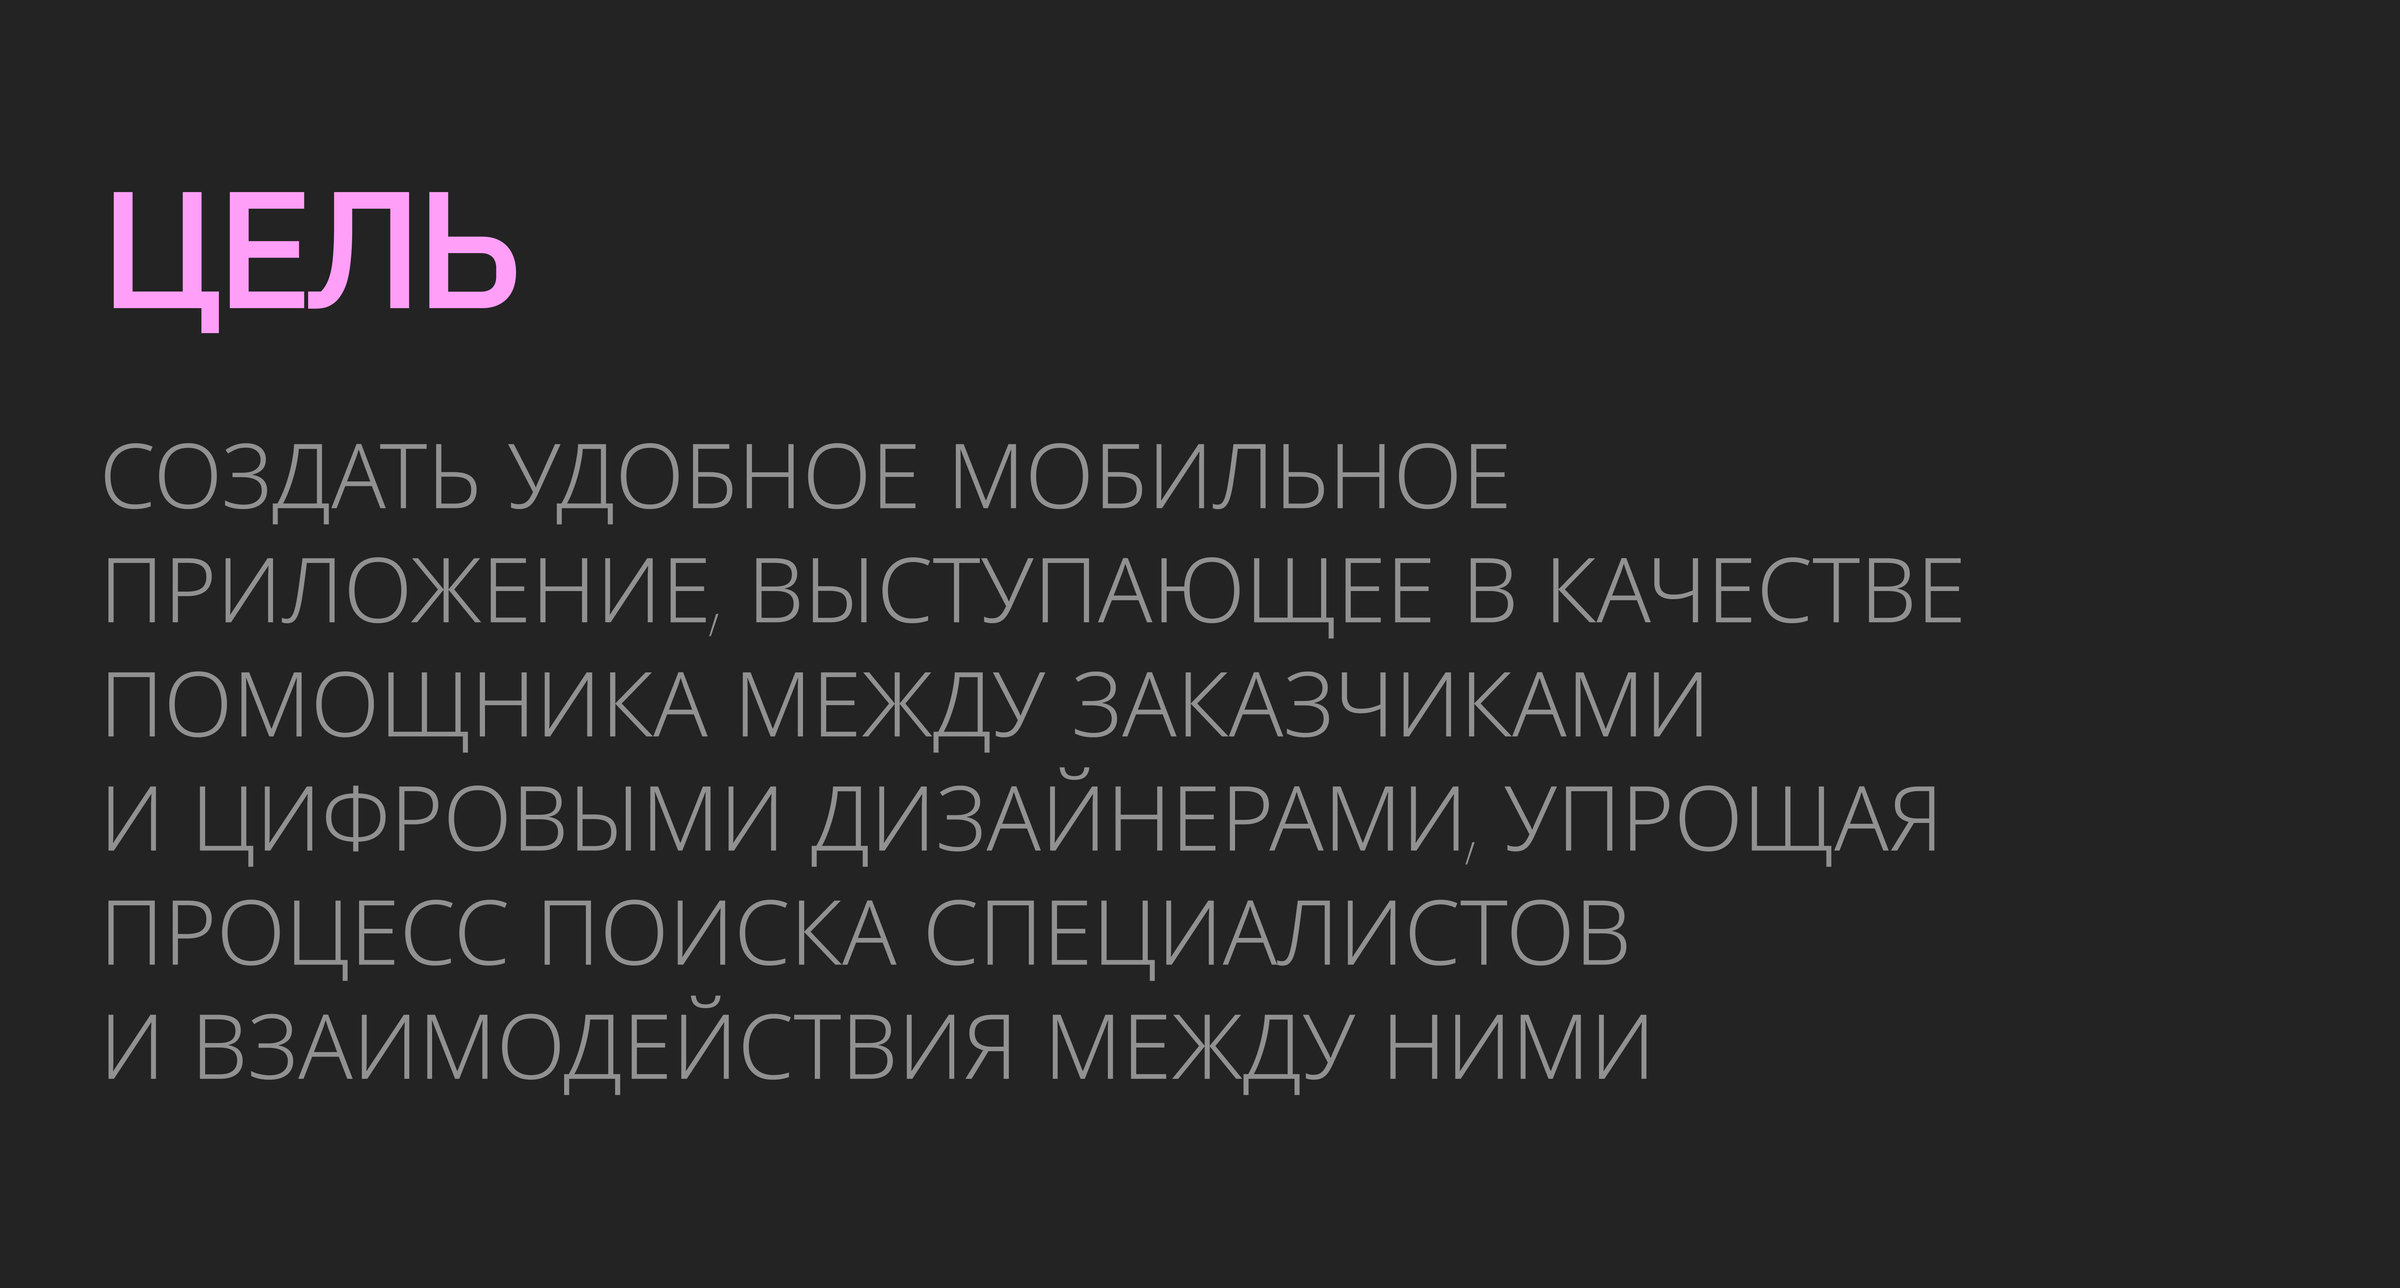 ЦЕЛЬ
СОЗДАТЬ УДОБНОЕ МОБИЛЬНОЕ
ПРИЛОЖЕНИЕ, ВЫСТУПАЮЩЕЕ В КАЧЕСТВЕ
ПОМОЩНИКА МЕЖДУ ЗАКАЗЧИКАМИ
И ЦИФРОВЫМИ ДИЗАЙНЕРАМИ, УПРОЩАЯ
ПРОЦЕСС ПОИСКА СПЕЦИАЛИСТОВ
И ВЗАИМОДЕЙСТВИЯ МЕЖДУ НИМИ